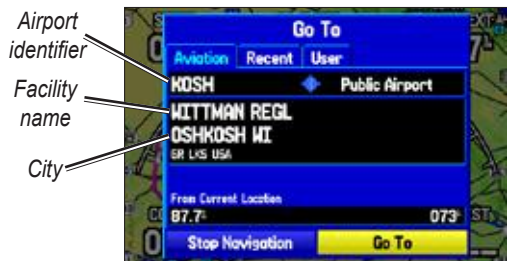 Airport
identifier
Facility
name
City
Go To
Aviation Recent User
KOSH Public Airport
WITTMAN REGL
OSHKOSH WI
GR LKS USA
From Current Location
87.7 073°
Stop Navigation Go To